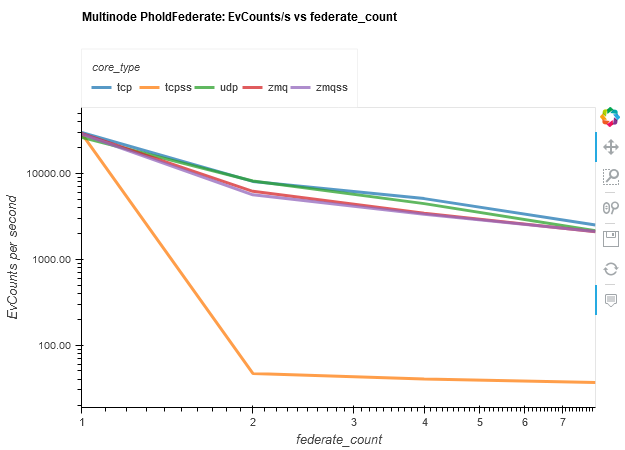 Multinode PholdFederate: EvCounts/s vs federate_count
core_type
tcp tcpss udp zmq zmqss
EvCounts per second
10000.00
1000.00
100.00
1 2 3 4 5 6 7
federate_count